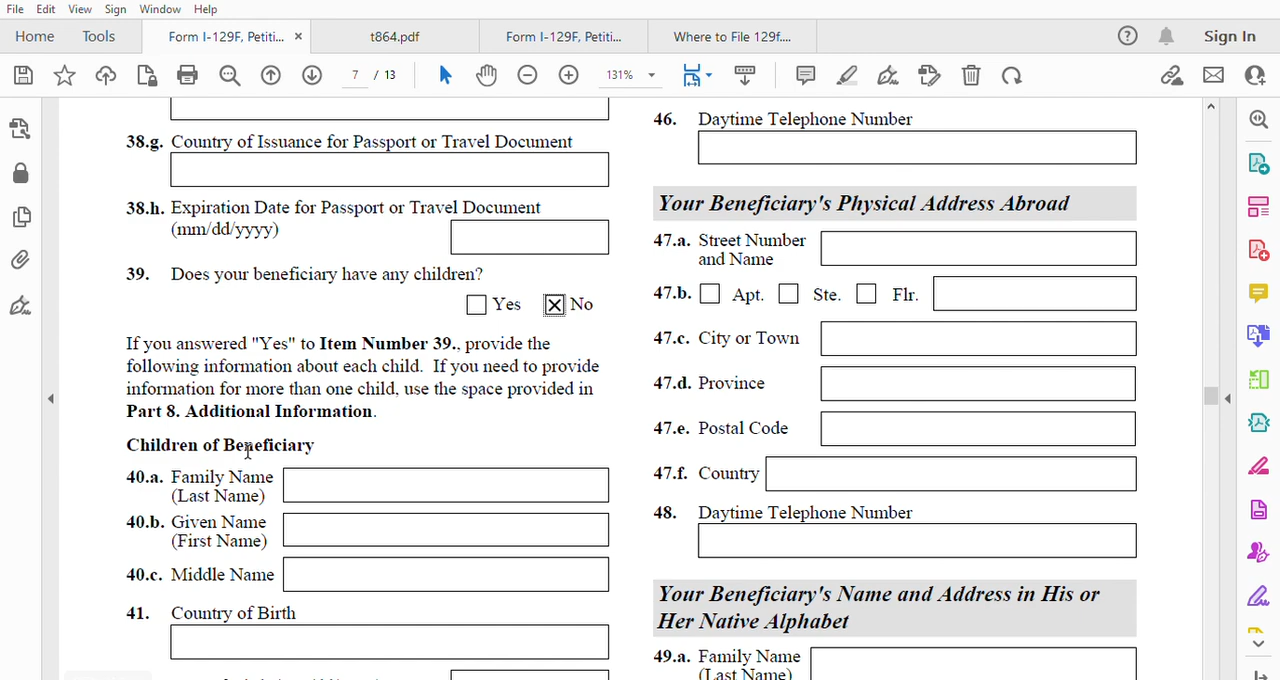 File Edit View Sign Window Help
Home Tools Form I-129F, Petiti... × t864.pdf Form I-129F, Petiti... Where to File 129f.... Sign In
7 / 13 131%
38.g. Country of Issuance for Passport or Travel Document
38.h. Expiration Date for Passport or Travel Document
(mm/dd/yyyy)
39. Does your beneficiary have any children?
Yes No
If you answered "Yes" to Item Number 39., provide the
following information about each child. If you need to provide
information for more than one child, use the space provided in
Part 8. Additional Information.
Children of Beneficiary
40.a. Family Name
(Last Name)
40.b. Given Name
(First Name)
40.c. Middle Name
41. Country of Birth
46. Daytime Telephone Number
Your Beneficiary's Physical Address Abroad
47.a. Street Number
and Name
47.b. Apt. Ste. Flr.
47.c. City or Town
47.d. Province
47.e. Postal Code
47.f. Country
48. Daytime Telephone Number
Your Beneficiary's Name and Address in His or
Her Native Alphabet
49.a. Family Name
(Last Name)